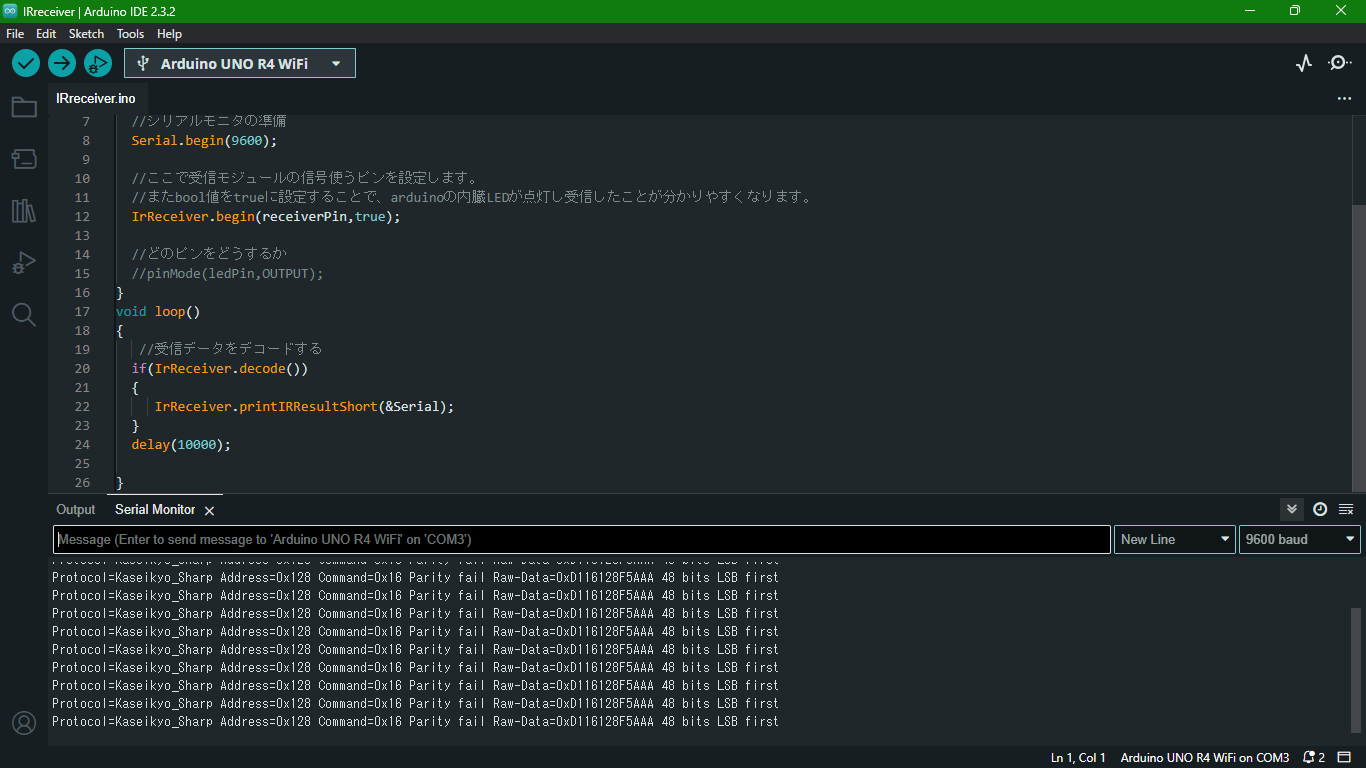 IRreceiver | Arduino IDE 2.3.2
File Edit Sketch Tools Help
Arduino UNO R4 WiFi
IRreceiver.ino
7 //シリアルモニタの準備
8 Serial.begin(9600);
9
10 //ここで受信モジュールの信号使うピンを設定します。
11 //またbool値をtrueに設定することで、arduinoの内臓LEDが点灯し受信したことが分かりやすくなります。
12 IrReceiver.begin(receiverPin,true);
13
14 //どのピンをどうするか
15 //pinMode(ledPin,OUTPUT);
16 }
17 void loop()
18 {
19 //受信データをデコードする
20 if(IrReceiver.decode())
21 {
22 IrReceiver.printIRResultShort(&Serial);
23 }
24 delay(10000);
25
26 }
Output Serial Monitor
Message (Enter to send message to 'Arduino UNO R4 WiFi' on 'COM3') New Line 9600 baud
Protocol=Kaseikyo_Sharp Address=0x128 Command=0x16 Parity fail Raw-Data=0xD116128F5AAA 48 bits LSB first
Protocol=Kaseikyo_Sharp Address=0x128 Command=0x16 Parity fail Raw-Data=0xD116128F5AAA 48 bits LSB first
Protocol=Kaseikyo_Sharp Address=0x128 Command=0x16 Parity fail Raw-Data=0xD116128F5AAA 48 bits LSB first
Protocol=Kaseikyo_Sharp Address=0x128 Command=0x16 Parity fail Raw-Data=0xD116128F5AAA 48 bits LSB first
Protocol=Kaseikyo_Sharp Address=0x128 Command=0x16 Parity fail Raw-Data=0xD116128F5AAA 48 bits LSB first
Protocol=Kaseikyo_Sharp Address=0x128 Command=0x16 Parity fail Raw-Data=0xD116128F5AAA 48 bits LSB first
Protocol=Kaseikyo_Sharp Address=0x128 Command=0x16 Parity fail Raw-Data=0xD116128F5AAA 48 bits LSB first
Protocol=Kaseikyo_Sharp Address=0x128 Command=0x16 Parity fail Raw-Data=0xD116128F5AAA 48 bits LSB first
Protocol=Kaseikyo_Sharp Address=0x128 Command=0x16 Parity fail Raw-Data=0xD116128F5AAA 48 bits LSB first
Ln 1, Col 1 Arduino UNO R4 WiFi on COM3 2